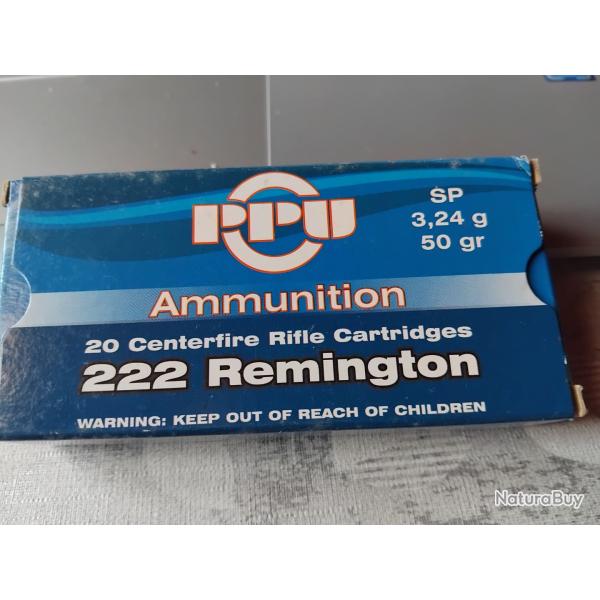 PPU
SP
3,24 g
50 gr
Ammunition
20 Centerfire Rifle Cartridges
222 Remington
WARNING: KEEP OUT OF REACH OF CHILDREN
NaturaBuy